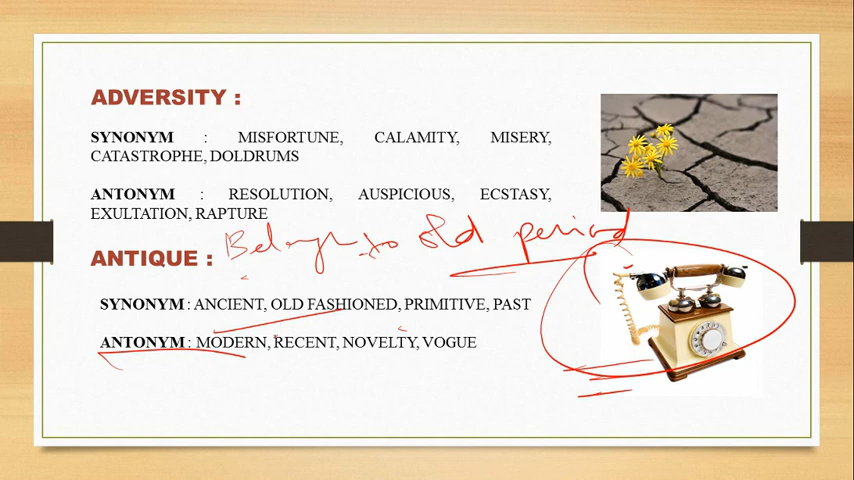 ADVERSITY :
SYNONYM : MISFORTUNE, CALAMITY, MISERY,
CATASTROPHE, DOLDRUMS
ANTONYM : RESOLUTION, AUSPICIOUS, ECSTASY,
EXULTATION, RAPTURE
Belongs to old period
ANTIQUE :
SYNONYM : ANCIENT, OLD FASHIONED, PRIMITIVE, PAST
ANTONYM : MODERN, RECENT, NOVELTY, VOGUE